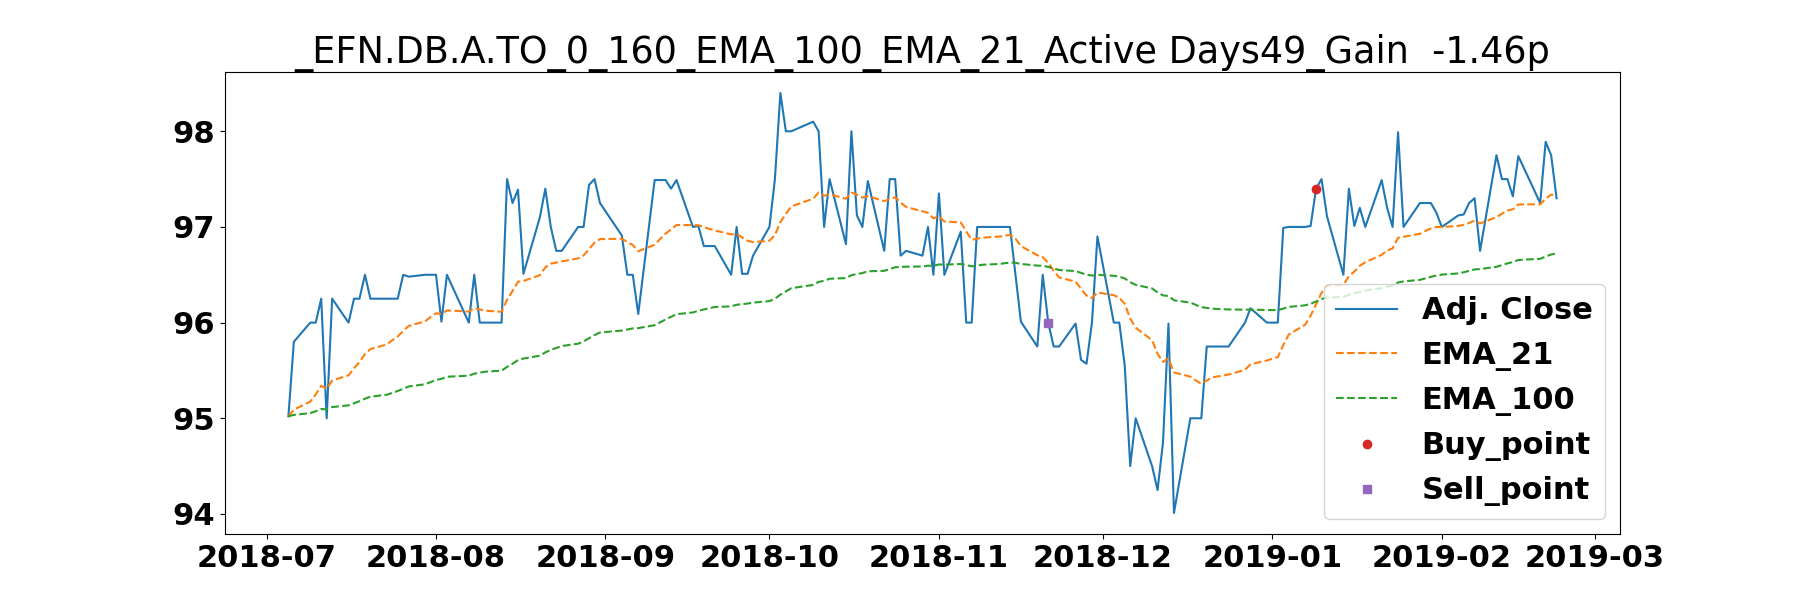 _EFN.DB.A.TO_0_160_EMA_100_EMA_21_Active Days49_Gain  -1.46p
98
97
96
95
94
Adj. Close
EMA_21
EMA_100
Buy_point
Sell_point
2018-07 2018-08 2018-09 2018-10 2018-11 2018-12 2019-01 2019-02 2019-03